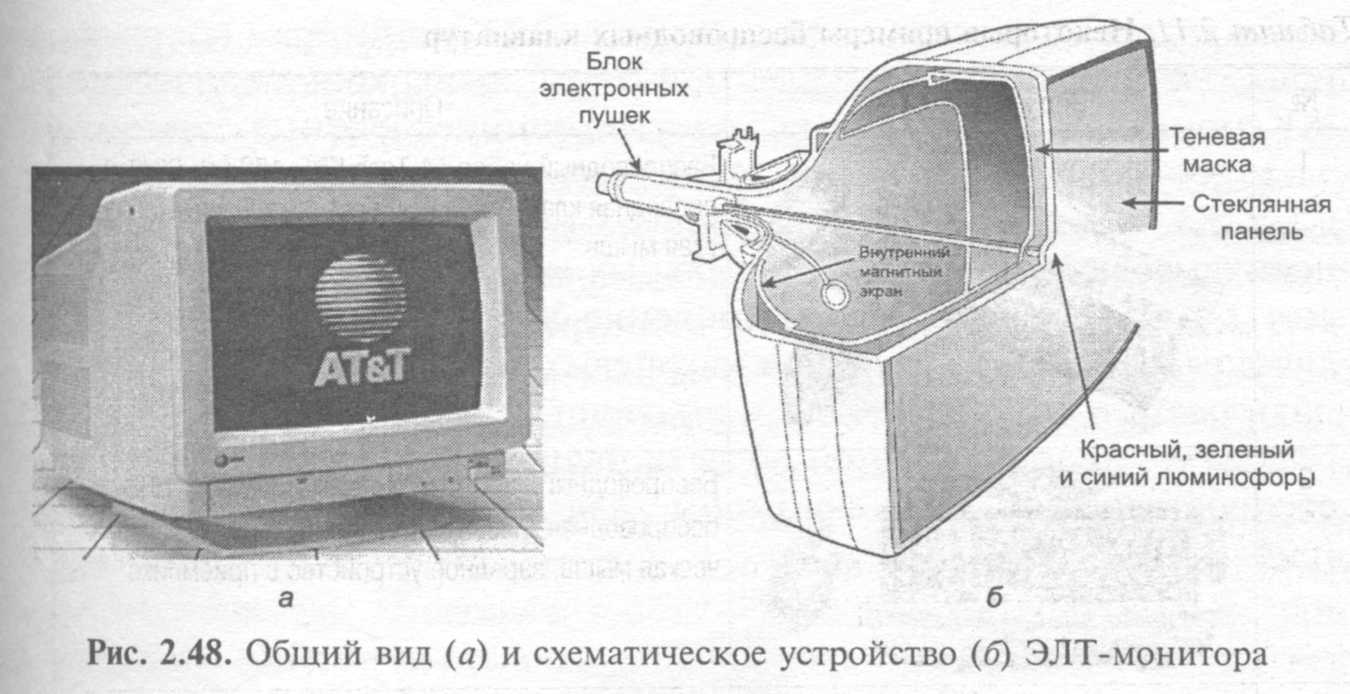 Блок
электронных
пушек
Теневая
маска
Стеклянная
панель
Внутренний
магнитный
экран
AT&T
Красный, зеленый
и синий люминофоры
а
б
Рис. 2.48. Общий вид (а) и схематическое устройство (б) ЭЛТ-монитора